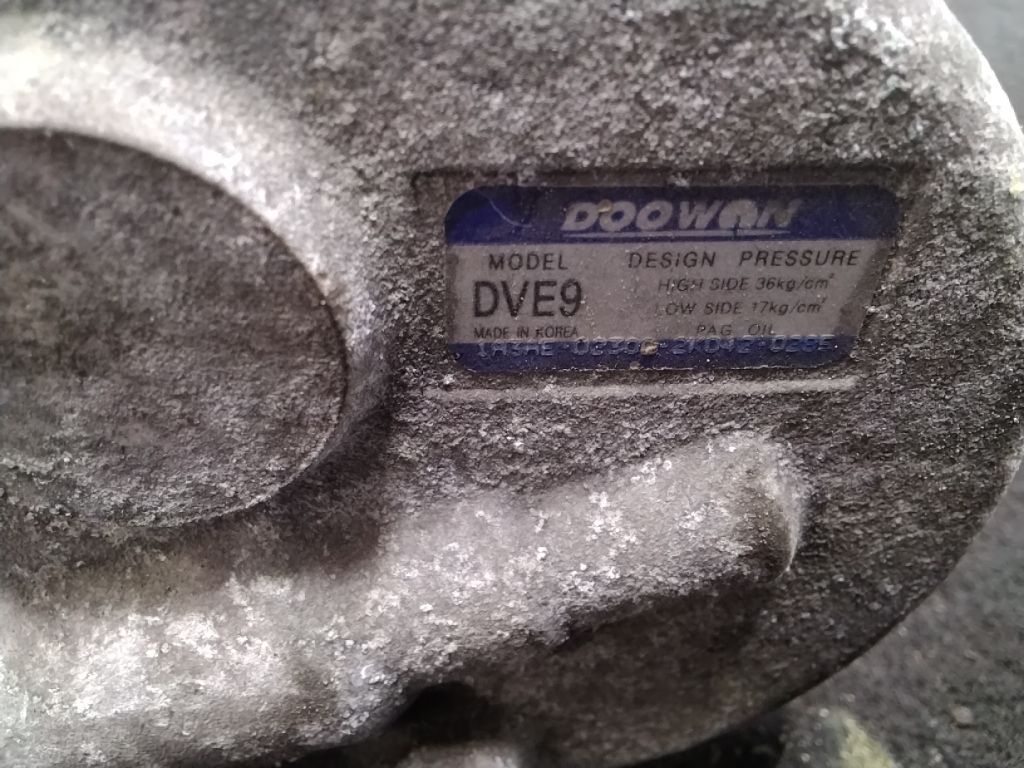 DOOWON
MODEL
DVE9
MADE IN KOREA
DESIGN PRESSURE
HIGH SIDE 36kg/cm²
LOW SIDE 17kg/cm²
PAG OIL